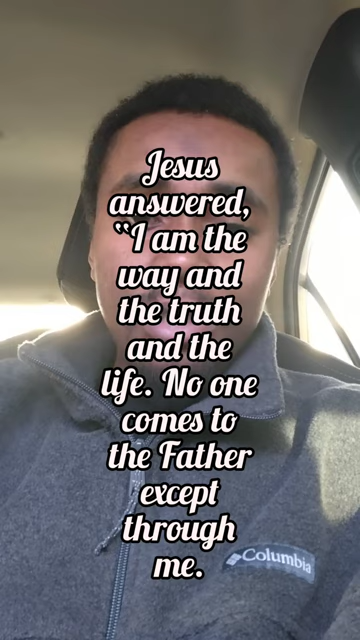 Jesus
answered,
“I am the
way and
the truth
and the
life. No one
comes to
the Father
except
through
me.
Columbia